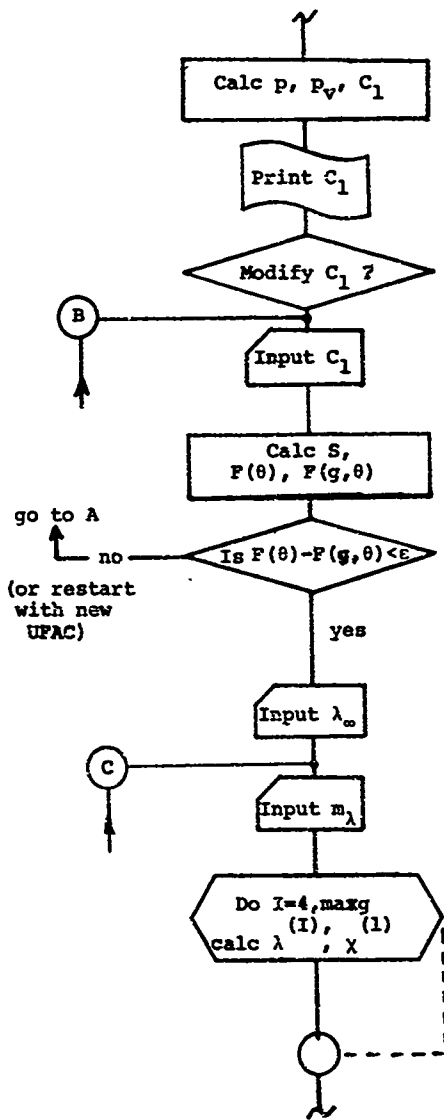 Calc p, p_v, C_1
Print C_1
Modify C_1 ?
B
Input C_1
Calc S,
F(θ), F(g,θ)
go to A
no
Is F(θ)-F(g,θ)<ε
(or restart
with new
UFAC)
yes
Input λ_∞
C
Input m_λ
Do I=4,maxg
calc λ^(I), χ^(1)